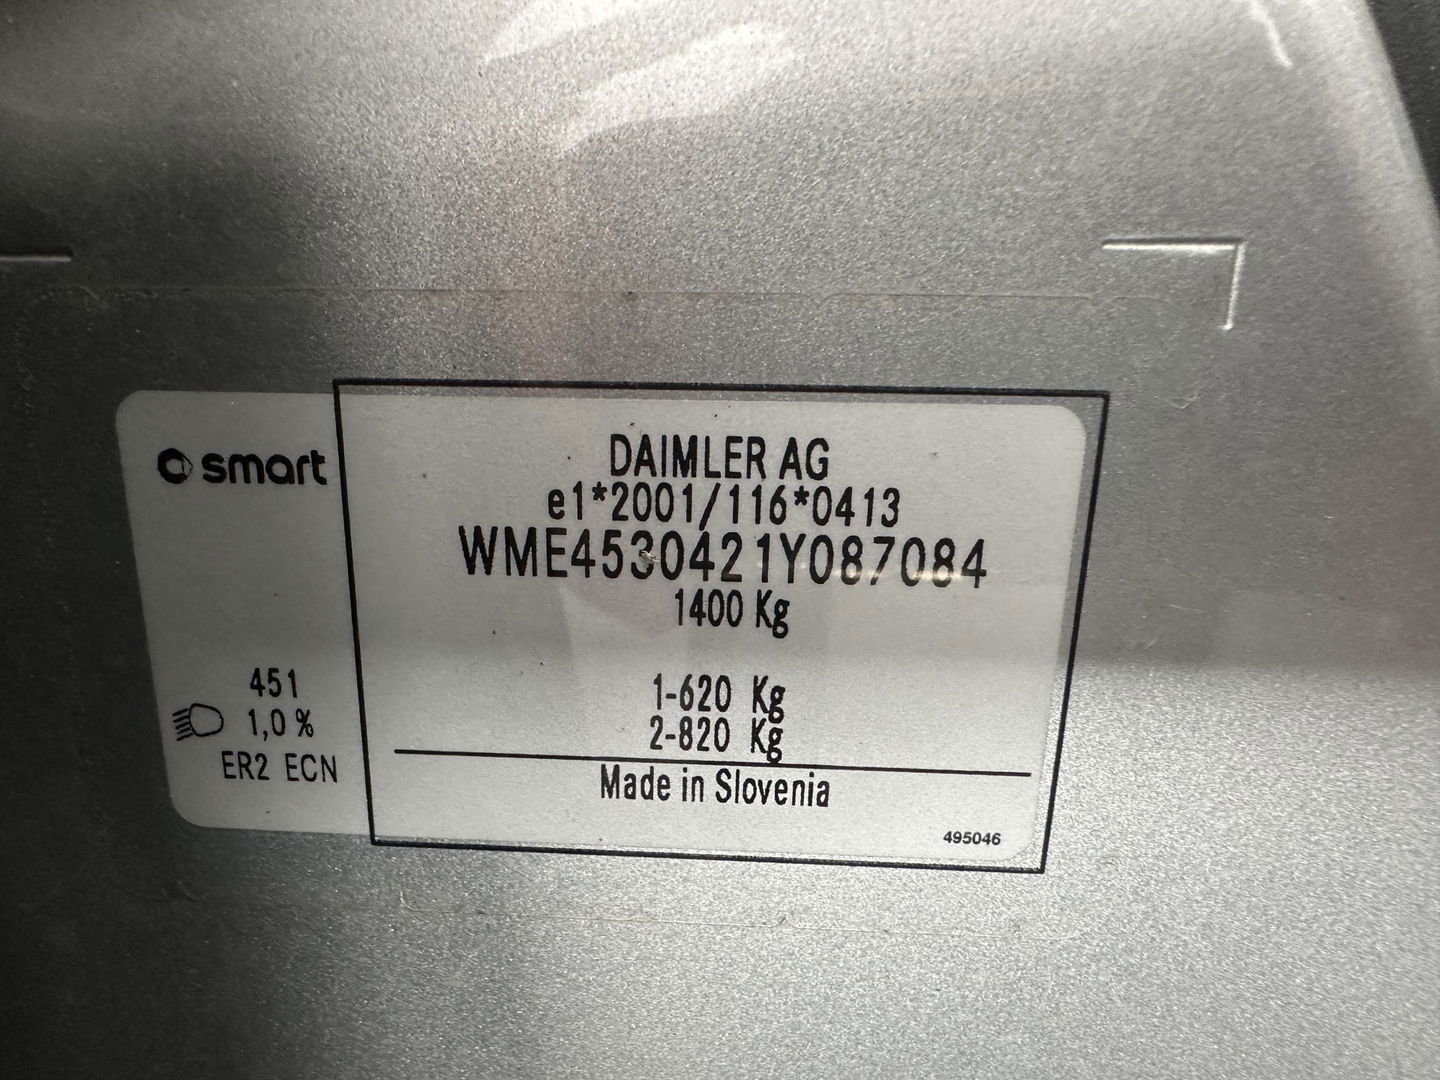 smart
DAIMLER AG
e1*2001/116*0413
WME4530421Y087084
1400 Kg
1-620 Kg
2-820 Kg
451
1,0%
ER2 ECN
Made in Slovenia
495046